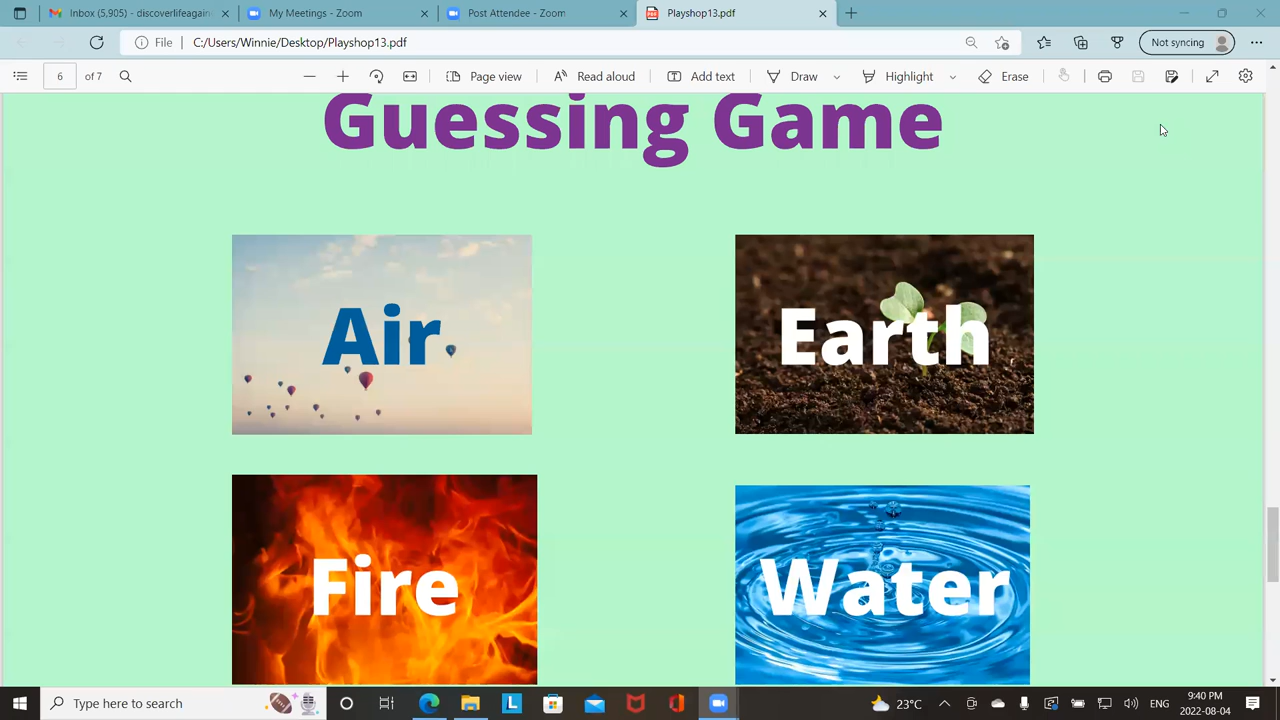 Inbox (5,905) - discoverlifeagain
My Meetings - Zoom
Post Attendee - Zoom
Playshop13.pdf
File
C:/Users/Winnie/Desktop/Playshop13.pdf
Not syncing
6 of 7
Page view
Read aloud
Add text
Draw
Highlight
Erase
Guessing Game
Air
Earth
Fire
Water
Type here to search
23°C
ENG
9:40 PM
2022-08-04